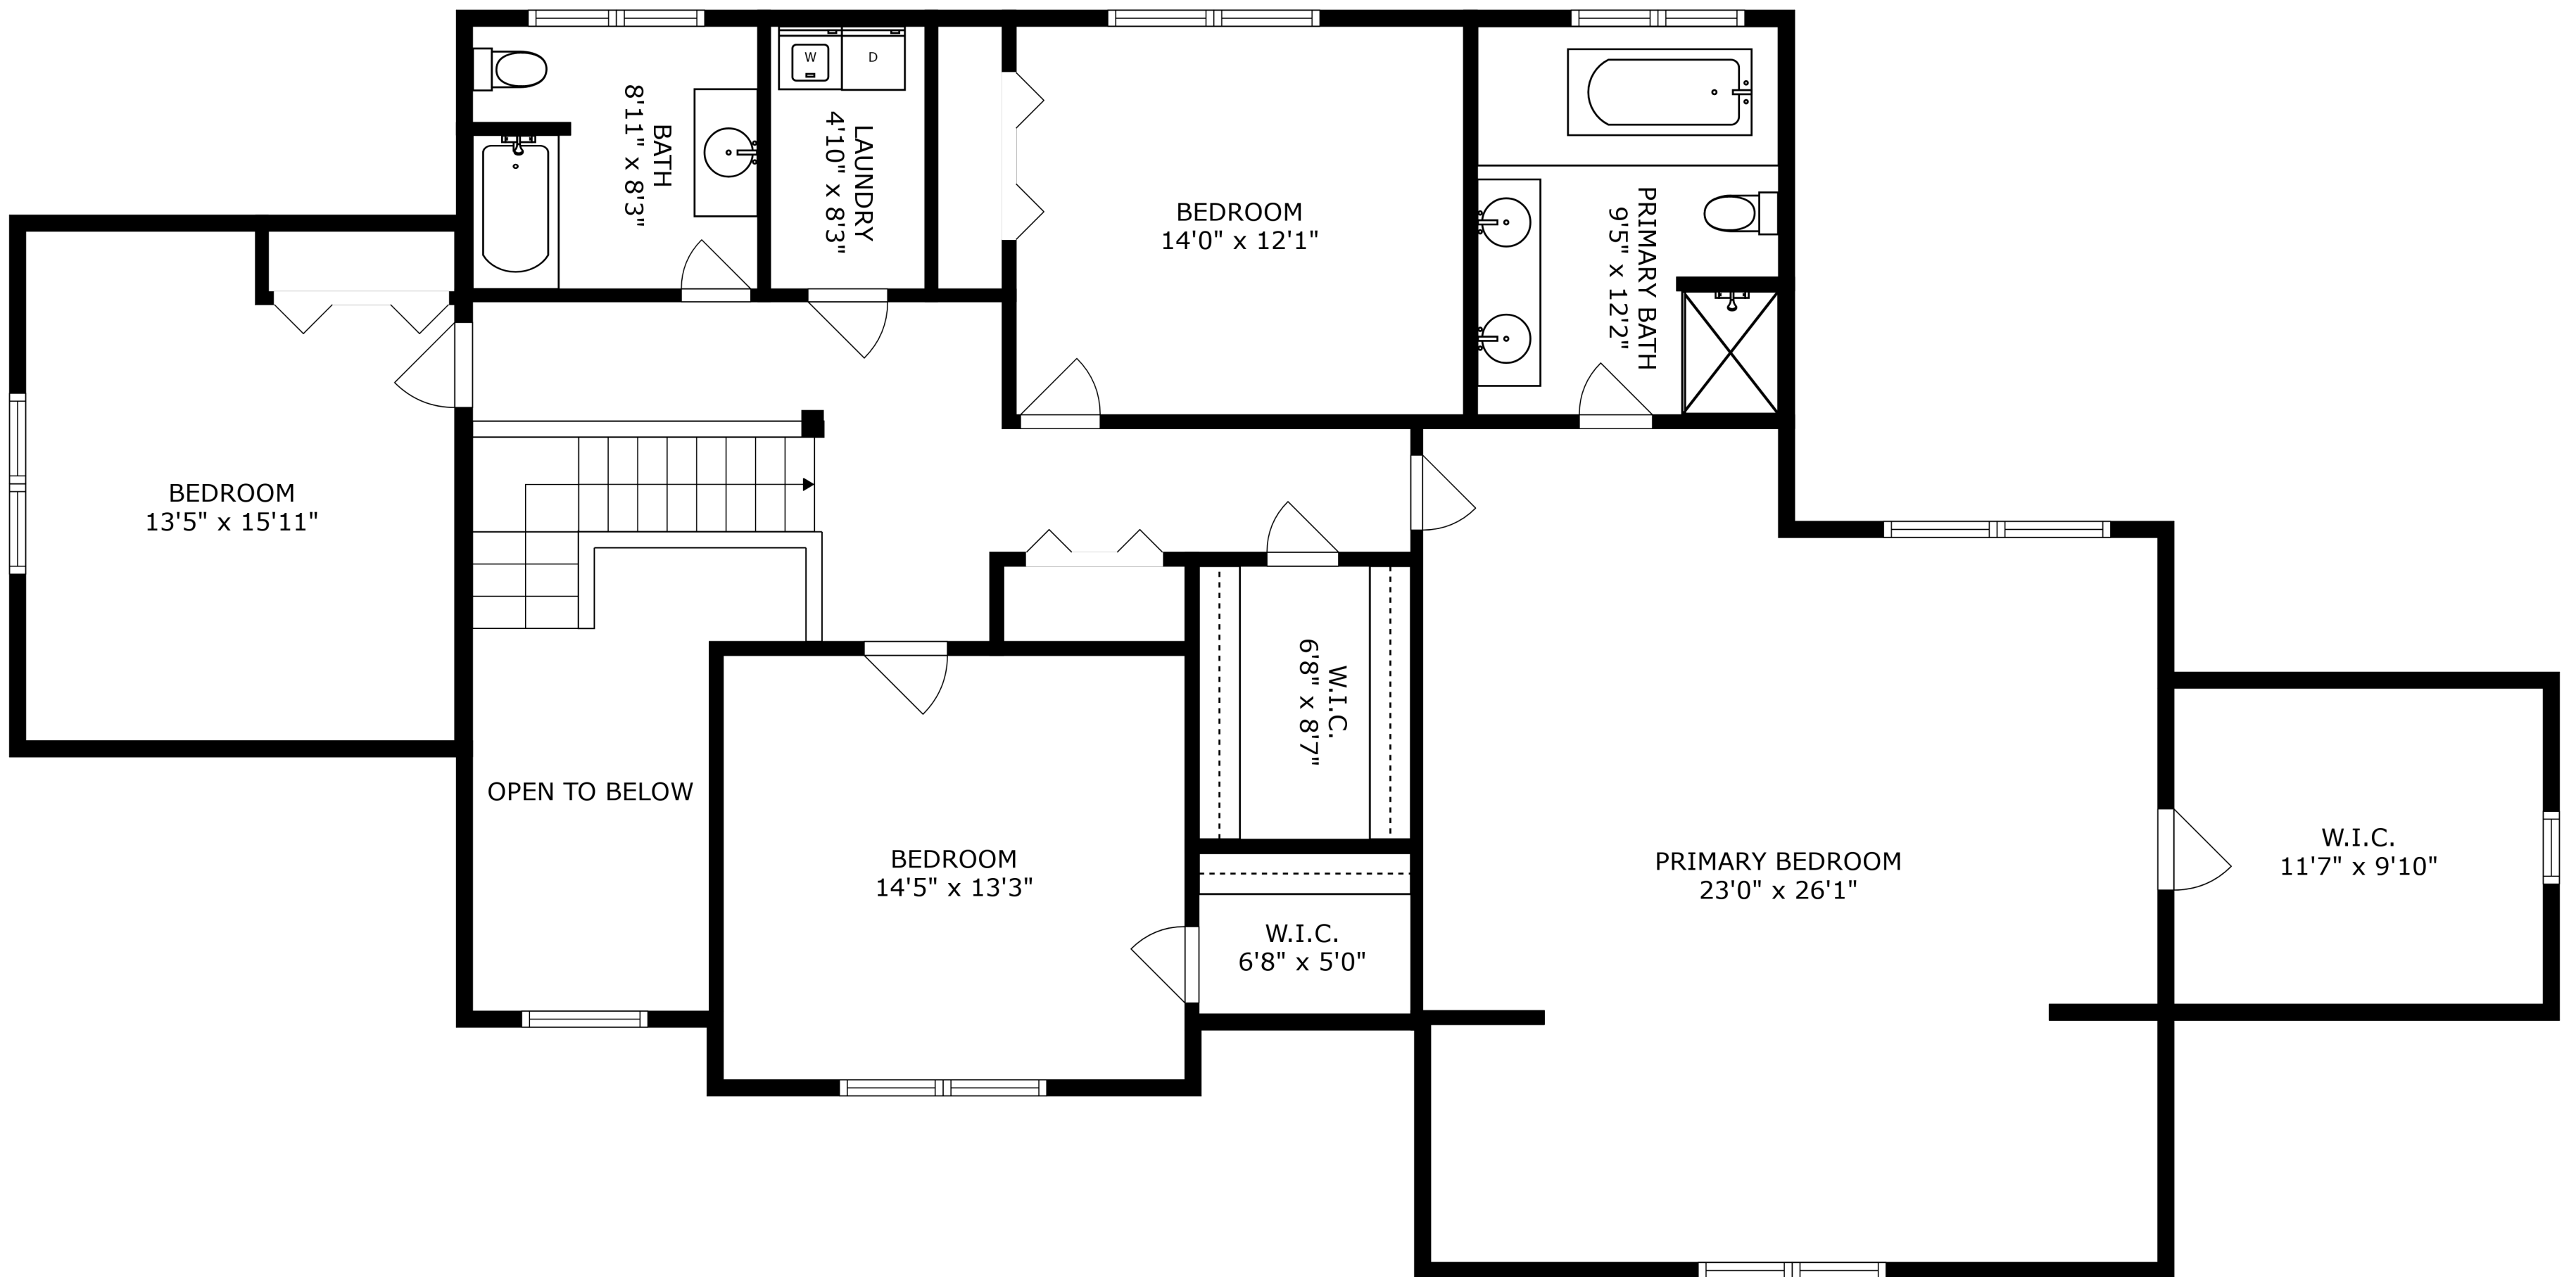 W
D
BATH
8'11" x 8'3"
LAUNDRY
4'10" x 8'3"
BEDROOM
14'0" x 12'1"
PRIMARY BATH
9'5" x 12'2"
BEDROOM
13'5" x 15'11"
W.I.C.
6'8" x 8'7"
OPEN TO BELOW
BEDROOM
14'5" x 13'3"
W.I.C.
6'8" x 5'0"
PRIMARY BEDROOM
23'0" x 26'1"
W.I.C.
11'7" x 9'10"